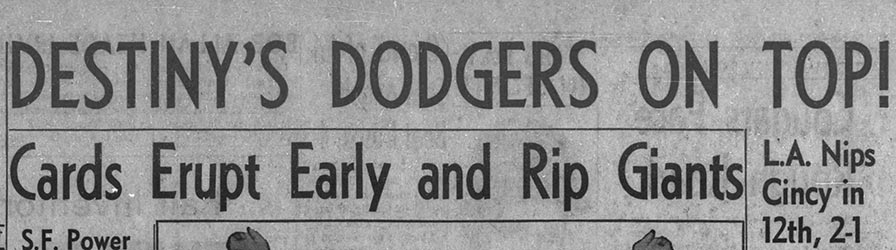 DESTINY'S DODGERS ON TOP!
Cards Erupt Early and Rip Giants
L.A. Nips
Cincy in
12th, 2-1
S.F. Power